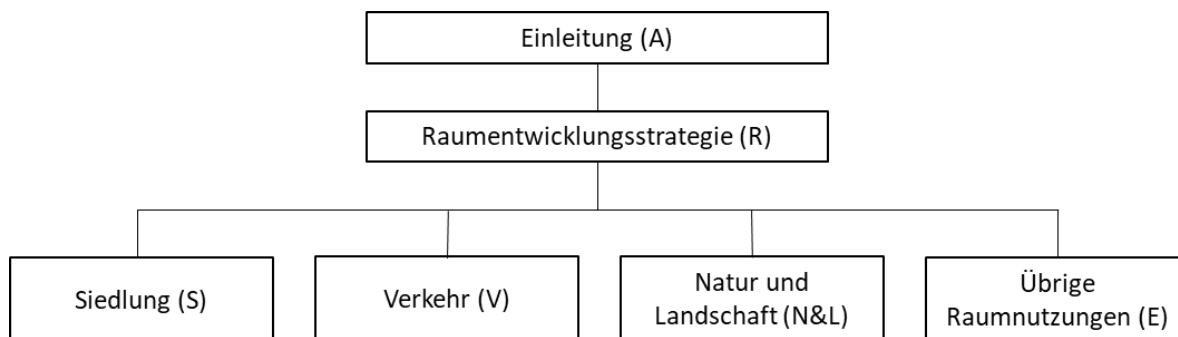 Einleitung (A)
Raumentwicklungsstrategie (R)
Siedlung (S)
Verkehr (V)
Natur und
Landschaft (N&L)
Übrige
Raumnutzungen (E)